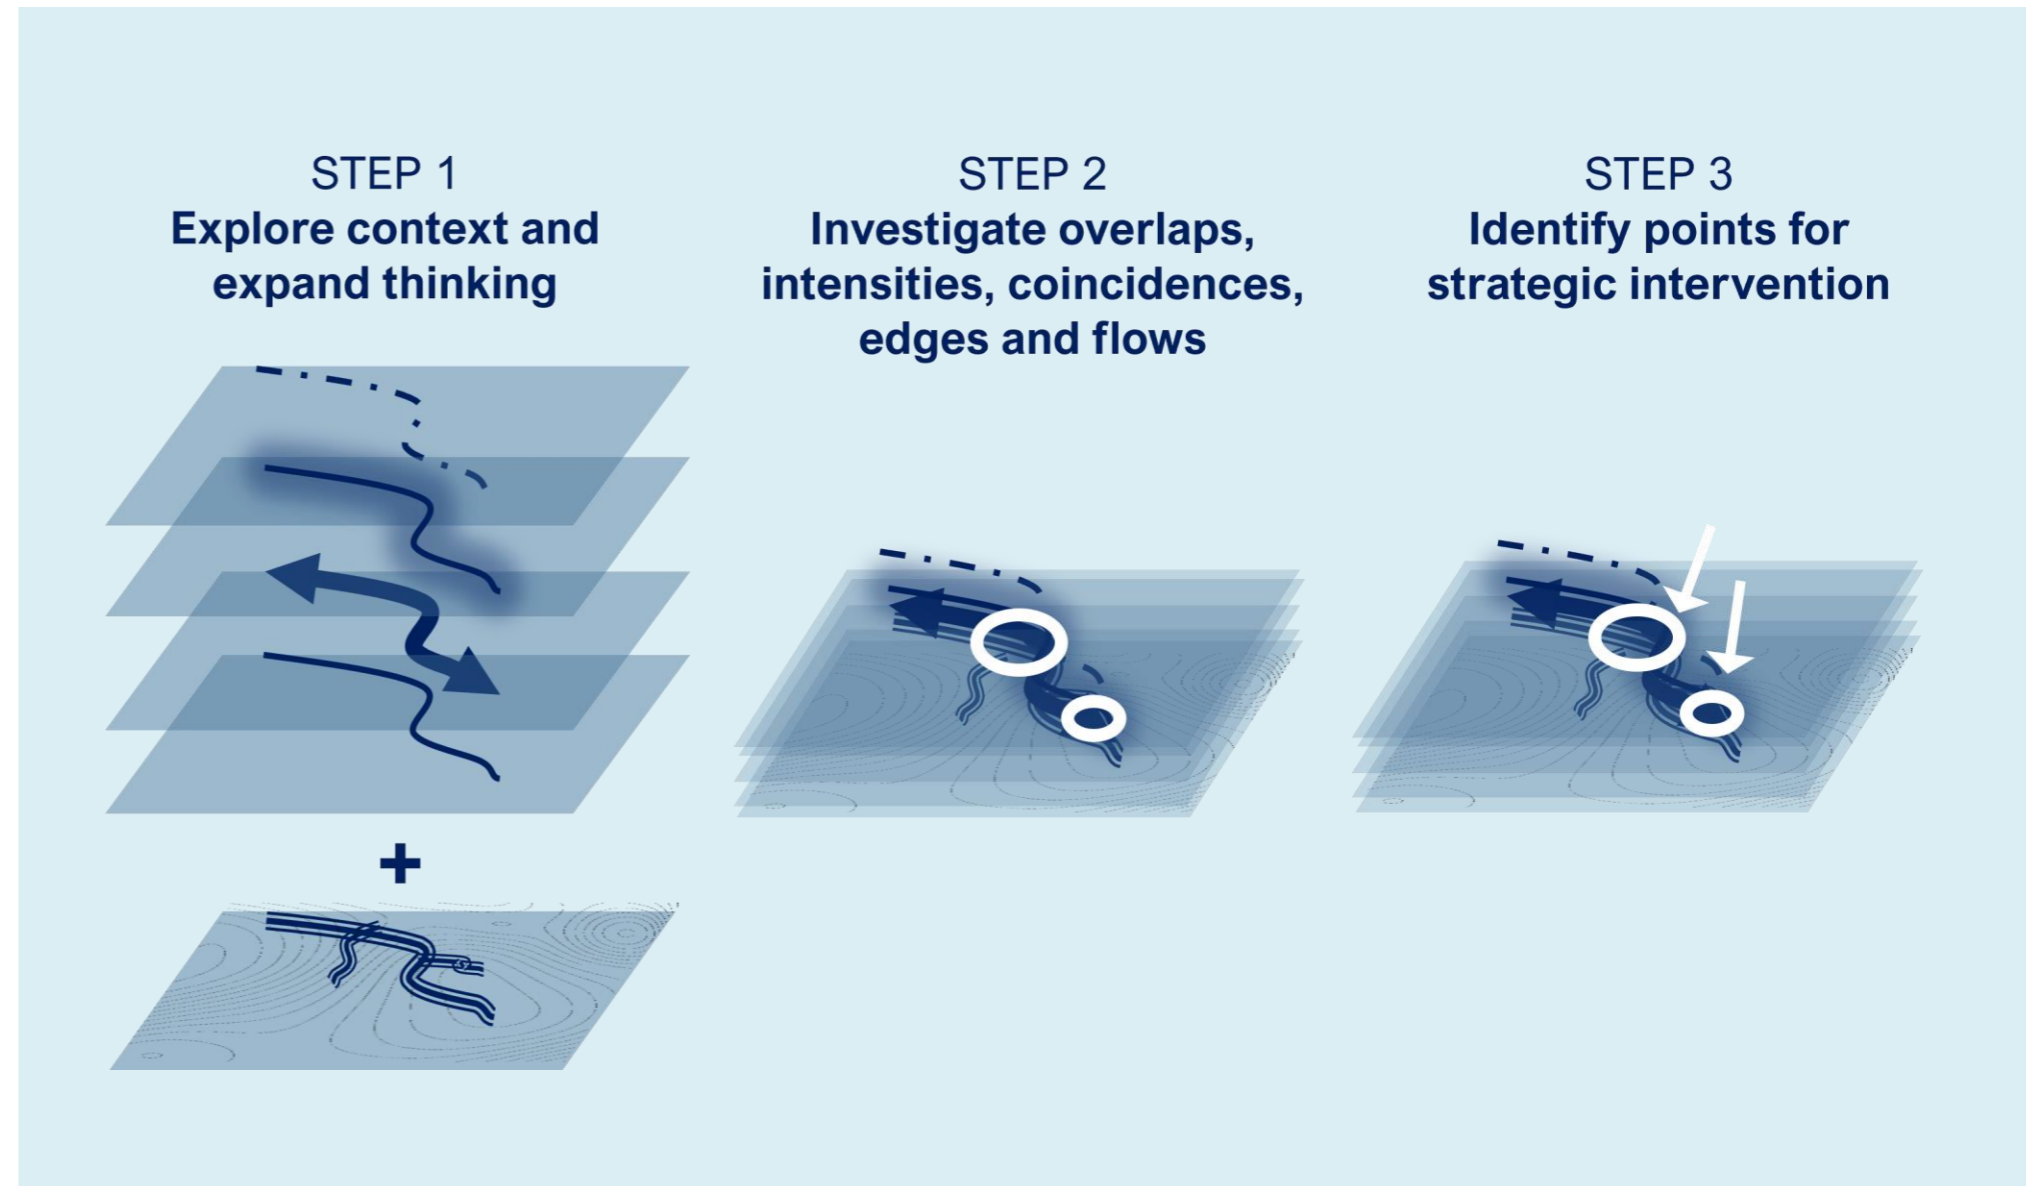 STEP 1
Explore context and
expand thinking
+
STEP 2
Investigate overlaps,
intensities, coincidences,
edges and flows
STEP 3
Identify points for
strategic intervention